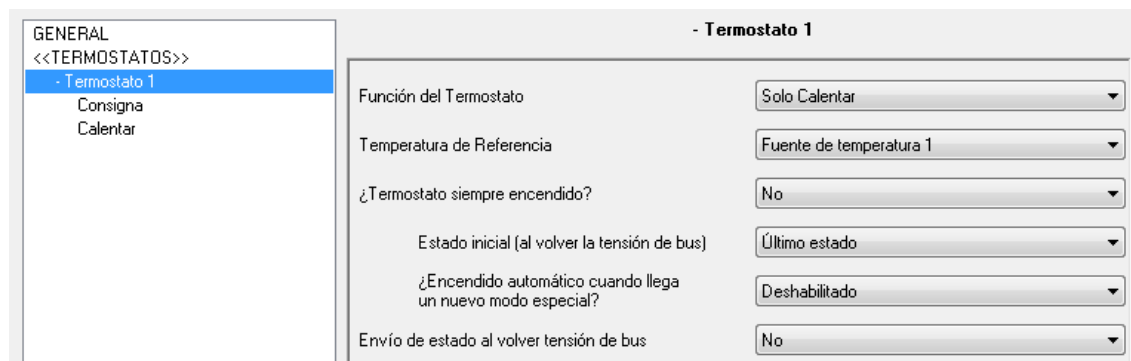 GENERAL
<<TERMOSTATOS>>
- Termostato 1
Consigna
Calentar
- Termostato 1
Función del Termostato
Solo Calentar
Temperatura de Referencia
Fuente de temperatura 1
¿Termostato siempre encendido?
No
Estado inicial (al volver la tensión de bus)
Último estado
¿Encendido automático cuando llega
un nuevo modo especial?
Deshabilitado
Envío de estado al volver tensión de bus
No